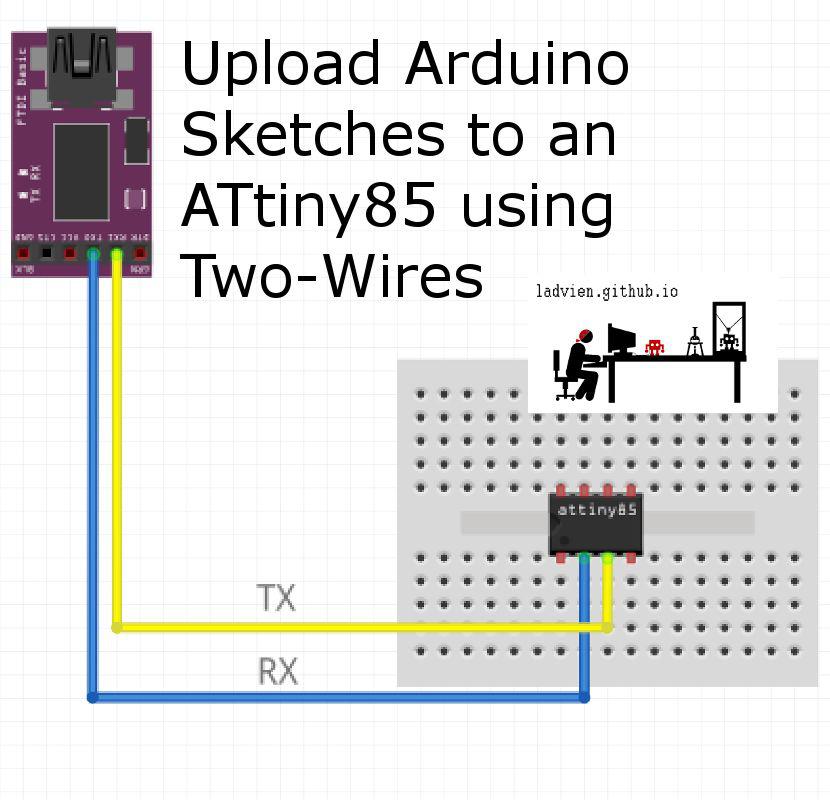 Upload Arduino
Sketches to an
ATtiny85 using
Two-Wires
ladvien.github.io
FTDI Basic
TX RX
GND CTS VCC TXO RXI DTR
BLK GRN
attiny85
TX
RX